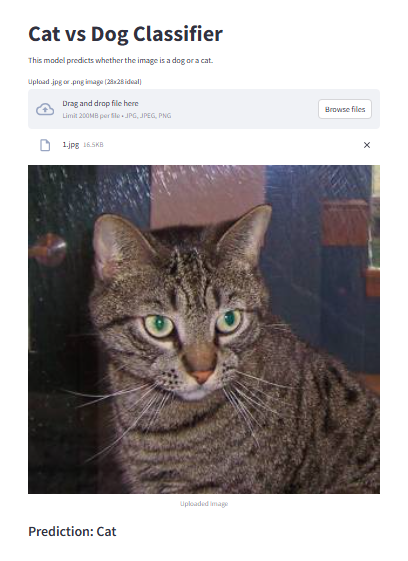 Cat vs Dog Classifier
This model predicts whether the image is a dog or a cat.
Upload .jpg or .png image (28x28 ideal)
Drag and drop file here
Limit 200MB per file • JPG, JPEG, PNG
Browse files
1.jpg 16.5KB
Uploaded Image
Prediction: Cat